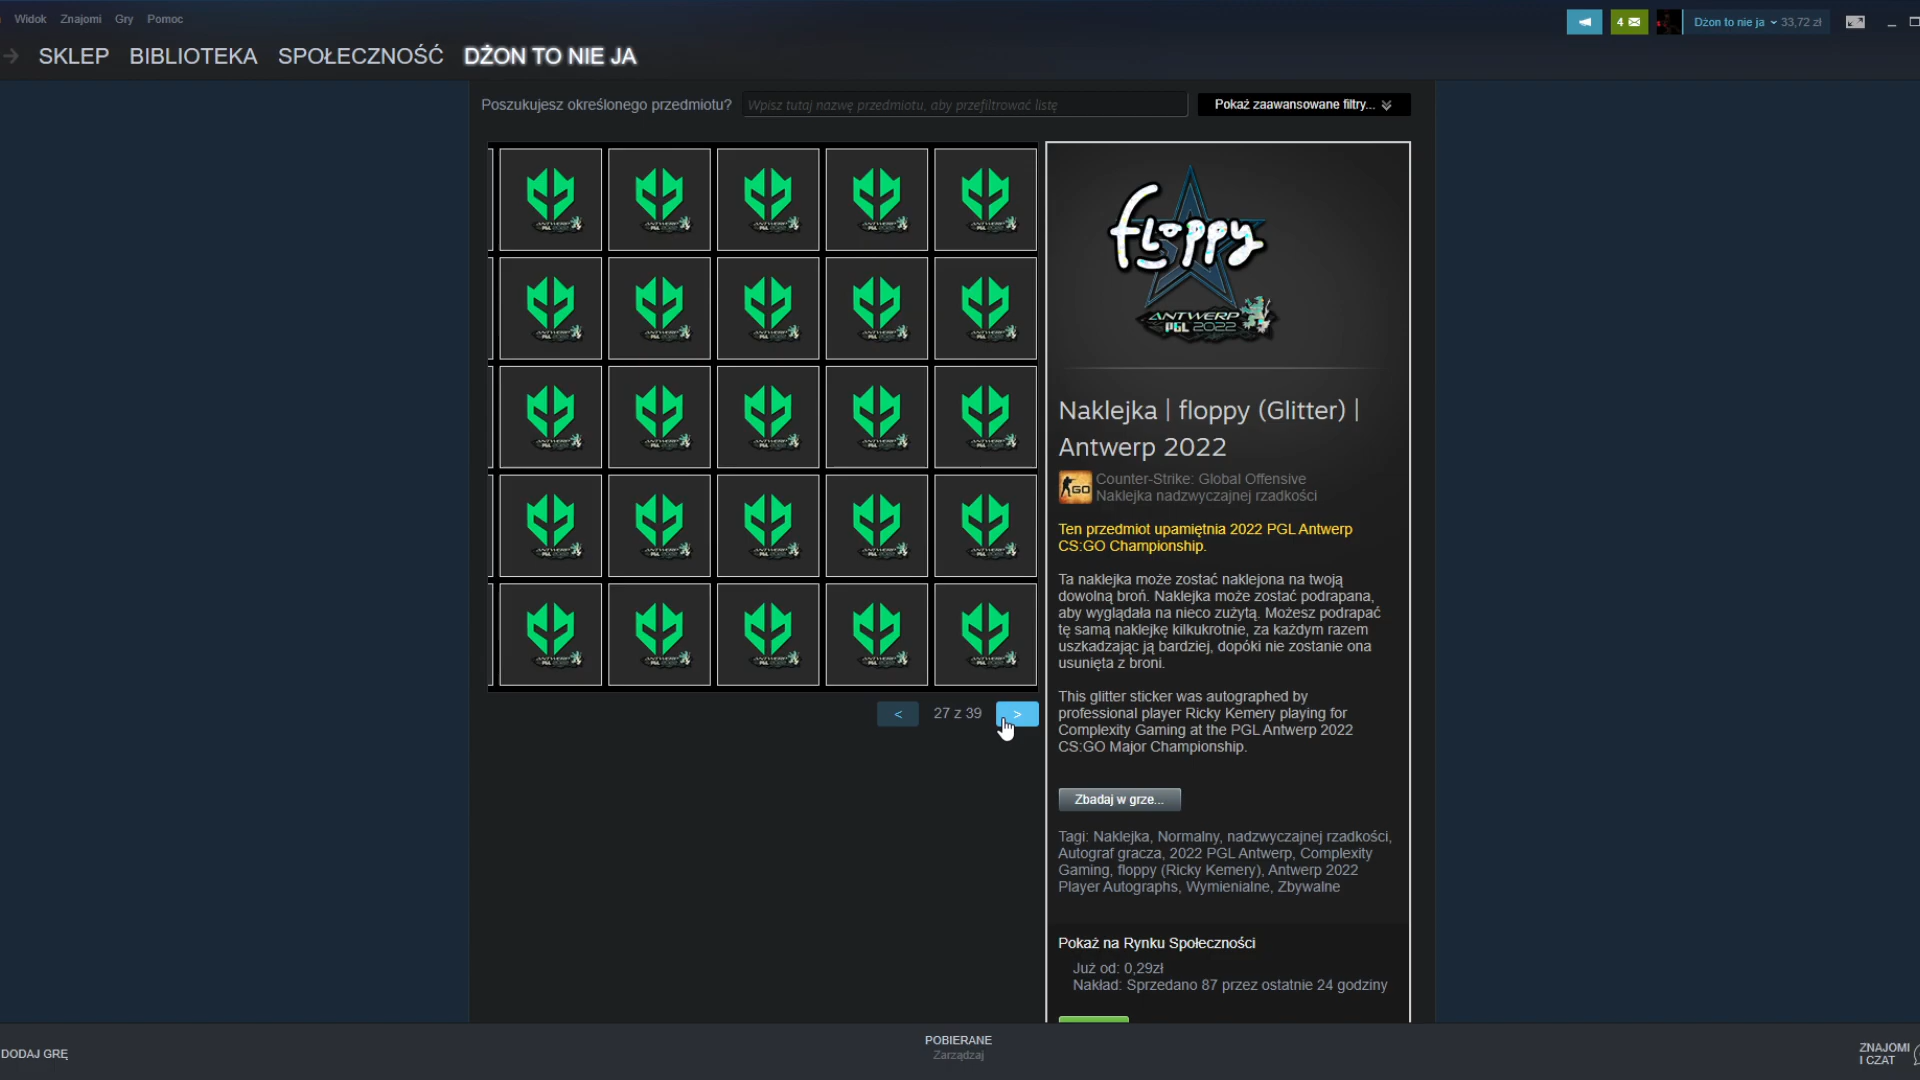 Widok Znajomi Gry Pomoc
4 Dżon to nie ja 33,72 zł
SKLEP BIBLIOTEKA SPOŁECZNOŚĆ DŻON TO NIE JA
Poszukujesz określonego przedmiotu? Wpisz tutaj nazwę przedmiotu, aby przefiltrować listę Pokaż zaawansowane filtry...
floppy
ANTWERP
PGL 2022
Naklejka | floppy (Glitter) |
Antwerp 2022
GO
Counter-Strike: Global Offensive
Naklejka nadzwyczajnej rzadkości
Ten przedmiot upamiętnia 2022 PGL Antwerp
CS:GO Championship.
Ta naklejka może zostać naklejona na twoją
dowolną broń. Naklejka może zostać podrapana,
aby wyglądała na nieco zużytą. Możesz podrapać
tę samą naklejkę kilkukrotnie, za każdym razem
uszkadzając ją bardziej, dopóki nie zostanie ona
usunięta z broni.
This glitter sticker was autographed by
professional player Ricky Kemery playing for
Complexity Gaming at the PGL Antwerp 2022
CS:GO Major Championship.
< 27 z 39 >
Zbadaj w grze...
Tagi: Naklejka, Normalny, nadzwyczajnej rzadkości,
Autograf gracza, 2022 PGL Antwerp, Complexity
Gaming, floppy (Ricky Kemery), Antwerp 2022
Player Autographs, Wymienialne, Zbywalne
Pokaż na Rynku Społeczności
Już od: 0,29zł
Nakład: Sprzedano 87 przez ostatnie 24 godziny
DODAJ GRĘ
POBIERANE
Zarządzaj
ZNAJOMI
I CZAT